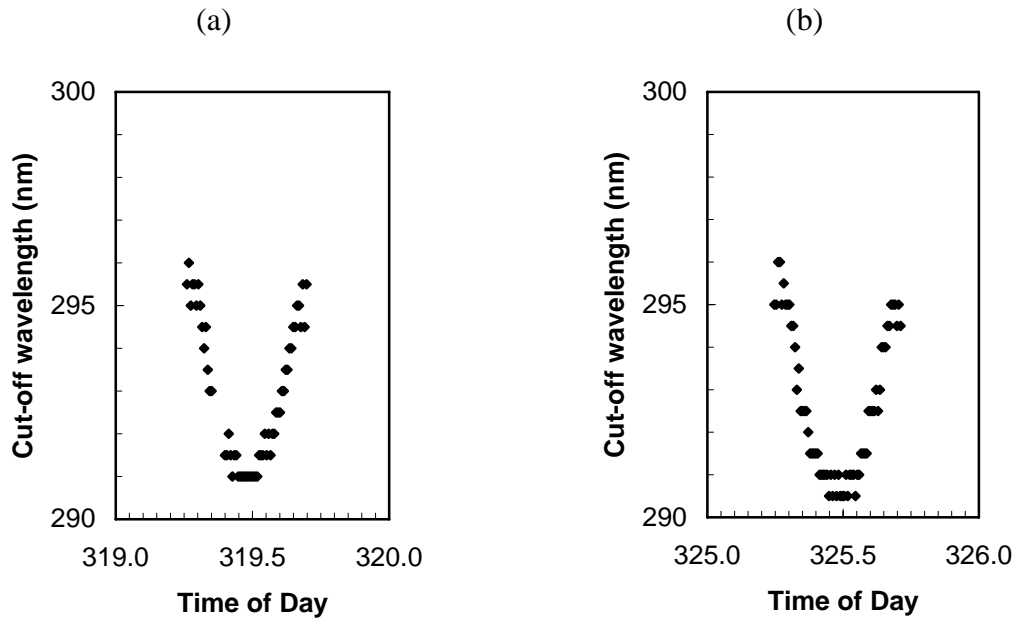 (a)
300
295
290
319.0 319.5 320.0
Cut-off wavelength (nm)
Time of Day
(b)
300
295
290
325.0 325.5 326.0
Cut-off wavelength (nm)
Time of Day